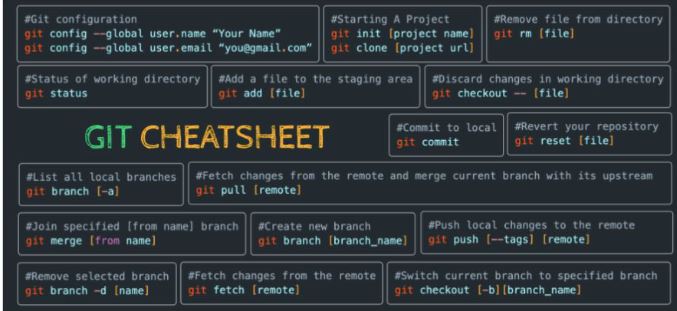 #Git configuration
git config --global user.name “Your Name”
git config --global user.email “you@gmail.com”
#Starting A Project
git init [project name]
git clone [project url]
#Remove file from directory
git rm [file]
#Status of working directory
git status
#Add a file to the staging area
git add [file]
#Discard changes in working directory
git checkout -- [file]
GIT CHEATSHEET
#Commit to local
git commit
#Revert your repository
git reset [file]
#List all local branches
git branch [-a]
#Fetch changes from the remote and merge current branch with its upstream
git pull [remote]
#Join specified [from name] branch
git merge [from name]
#Create new branch
git branch [branch_name]
#Push local changes to the remote
git push [--tags] [remote]
#Remove selected branch
git branch -d [name]
#Fetch changes from the remote
git fetch [remote]
#Switch current branch to specified branch
git checkout [-b][branch_name]